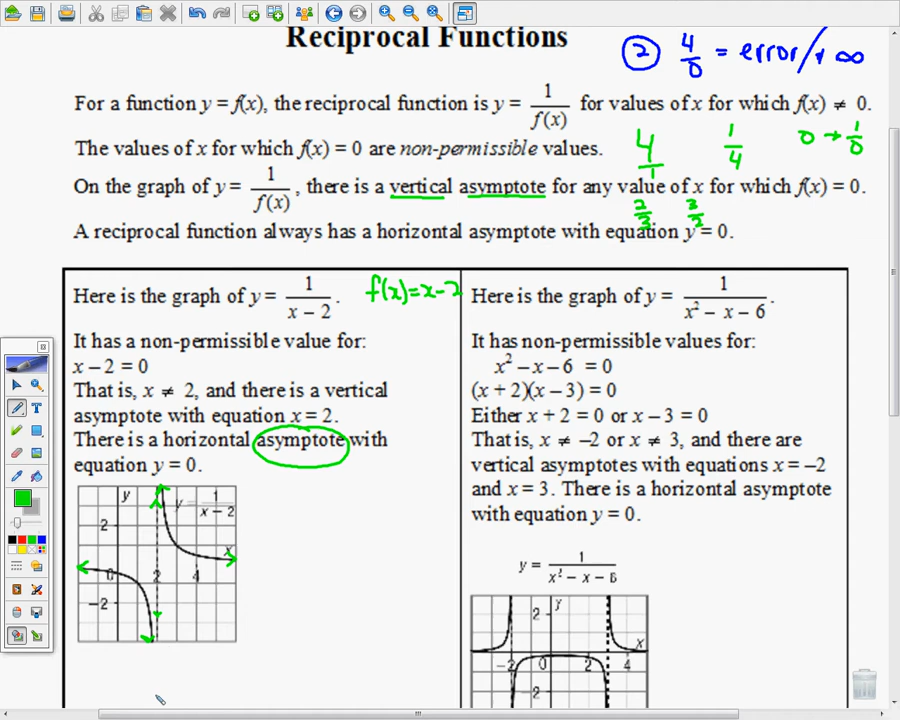 Reciprocal Functions
② 4/0 = error/+ ∞
For a function y = f(x), the reciprocal function is y = 1/f(x) for values of x for which f(x) ≠ 0.
4/1 1/4 0 → 1/0
The values of x for which f(x) = 0 are non-permissible values.
On the graph of y = 1/f(x), there is a vertical asymptote for any value of x for which f(x) = 0.
2/3 3/2
A reciprocal function always has a horizontal asymptote with equation y = 0.
Here is the graph of y = 1/(x – 2). f(x)=x-2
It has a non-permissible value for:
x – 2 = 0
That is, x ≠ 2, and there is a vertical
asymptote with equation x = 2.
There is a horizontal asymptote with
equation y = 0.
y
y = 1/(x – 2)
2
x
0 2 4
–2
Here is the graph of y = 1/(x² – x – 6).
It has non-permissible values for:
x² – x – 6 = 0
(x + 2)(x – 3) = 0
Either x + 2 = 0 or x – 3 = 0
That is, x ≠ –2 or x ≠ 3, and there are
vertical asymptotes with equations x = –2
and x = 3. There is a horizontal asymptote
with equation y = 0.
y = 1/(x² – x – 6)
2 y
x
–2 0 2 4
–2